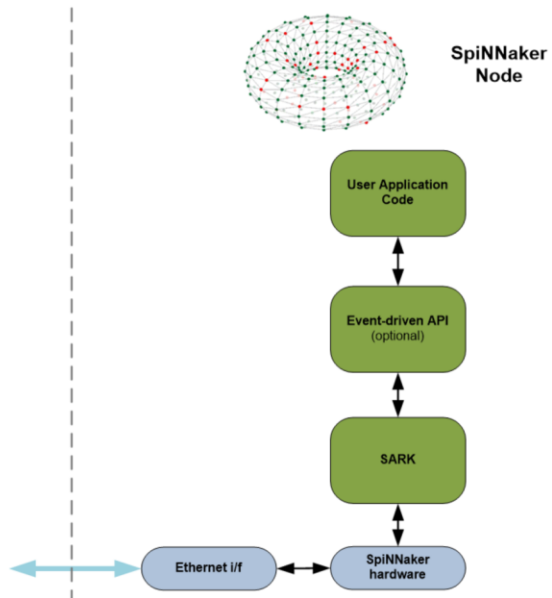 SpiNNaker
Node
User Application
Code
Event-driven API
(optional)
SARK
Ethernet i/f
SpiNNaker
hardware